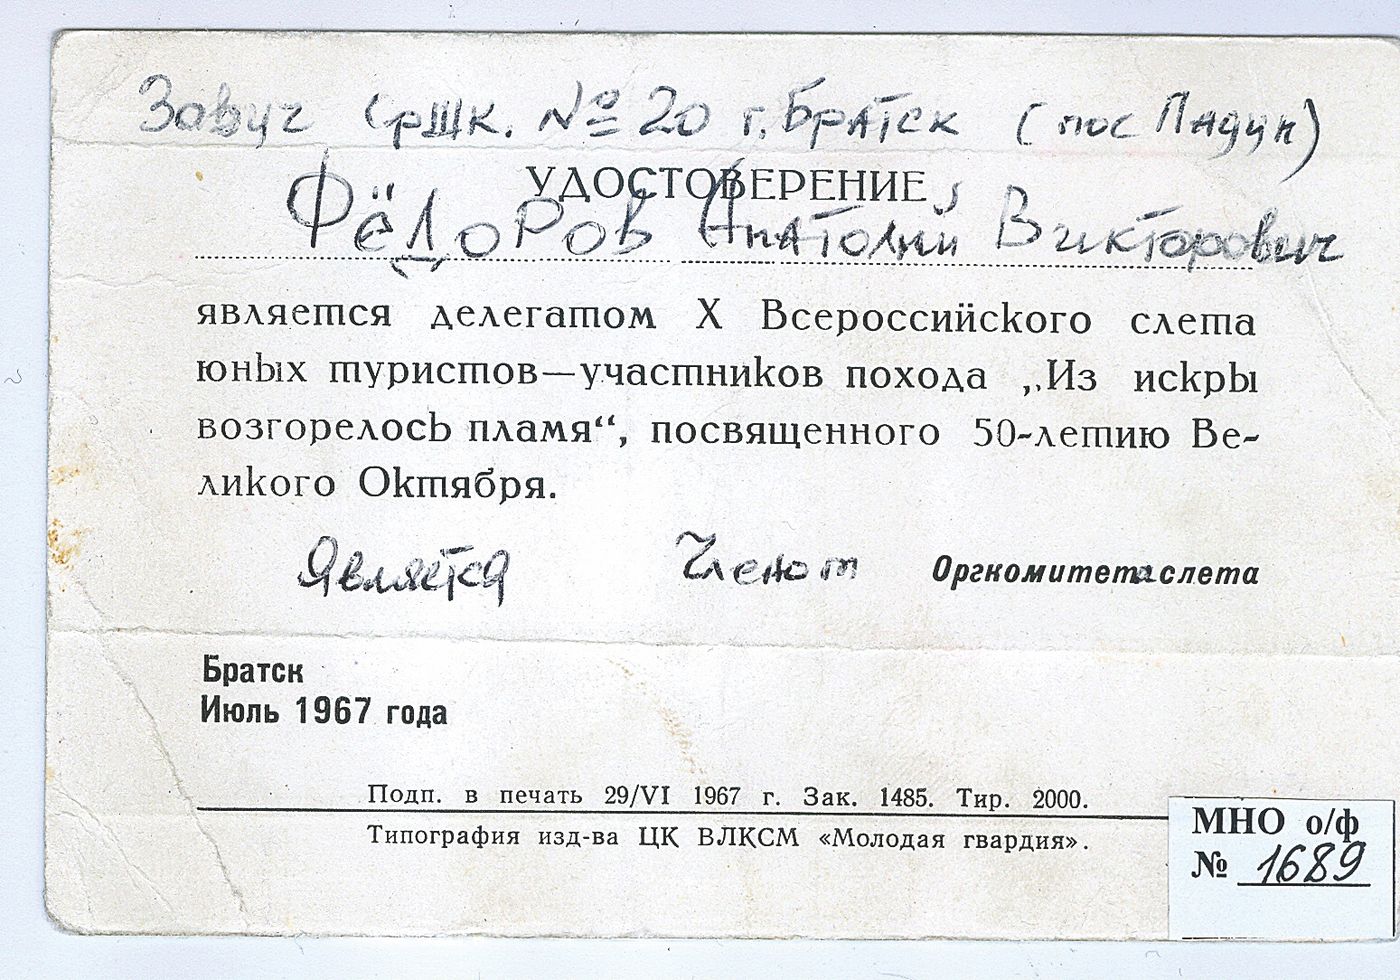 Завуч срШк. № 20 г. Братск (пос Падун)
УДОСТОВЕРЕНИЕ
Фёдоров Анатолий Викторович
является делегатом X Всероссийского слета
юных туристов—участников похода „Из искры
возгорелось пламя“, посвященного 50-летию Ве-
ликого Октября.
Является Членом Оргкомитета слета
Братск
Июль 1967 года
Подп. в печать 29/VI 1967 г. Зак. 1485. Тир. 2000.
Типография изд-ва ЦК ВЛКСМ «Молодая гвардия».
МНО о/ф
№ 1689